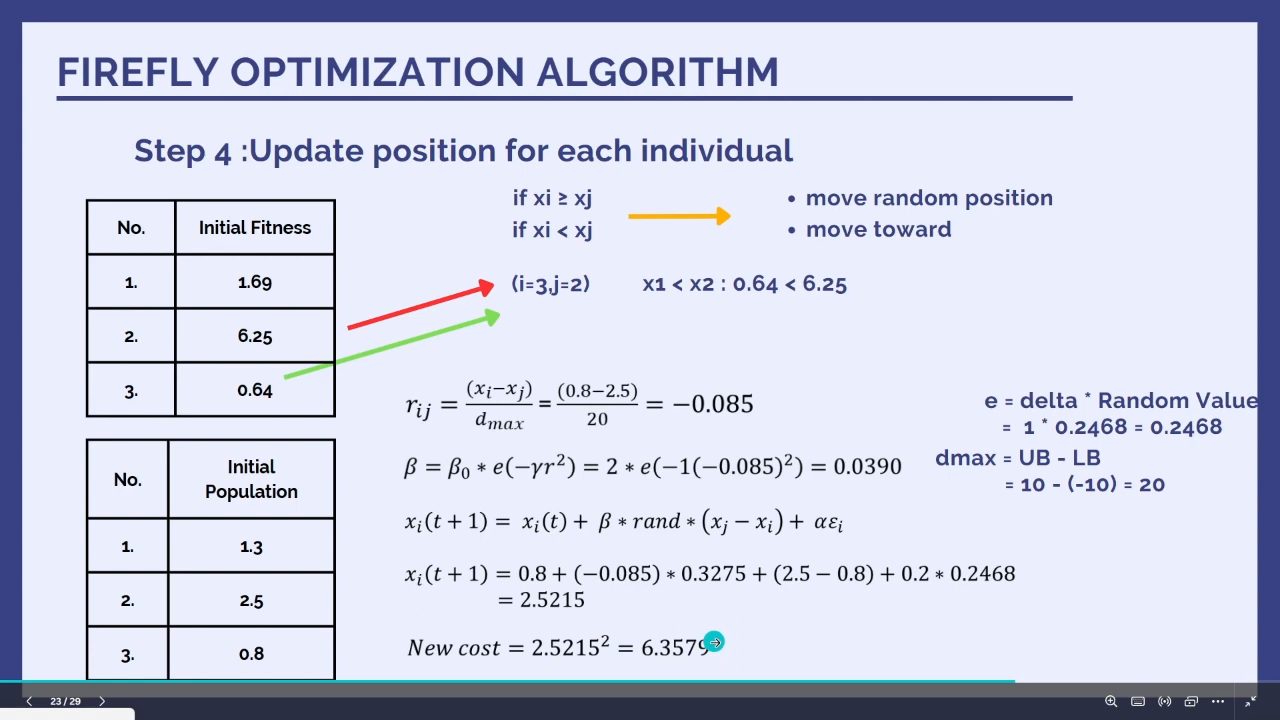 FIREFLY OPTIMIZATION ALGORITHM
Step 4 :Update position for each individual
No. Initial Fitness
1. 1.69
2. 6.25
3. 0.64
No. Initial Population
1. 1.3
2. 2.5
3. 0.8
if xi ≥ xj
if xi < xj
• move random position
• move toward
(i=3,j=2) x1 < x2 : 0.64 < 6.25
r_{ij} = \frac{(x_i - x_j)}{d_{max}} = \frac{(0.8-2.5)}{20} = −0.085
β = β_0 ∗ e(−γr^2) = 2 ∗ e(−1(−0.085)^2) = 0.0390
x_i(t + 1) = x_i(t) + β ∗ rand ∗ (x_j − x_i) + αε_i
x_i(t + 1) = 0.8 + (−0.085) ∗ 0.3275 + (2.5 − 0.8) + 0.2 ∗ 0.2468
= 2.5215
New cost = 2.5215^2 = 6.3579
e = delta * Random Value
= 1 * 0.2468 = 0.2468
dmax = UB - LB
= 10 - (-10) = 20
23 / 29